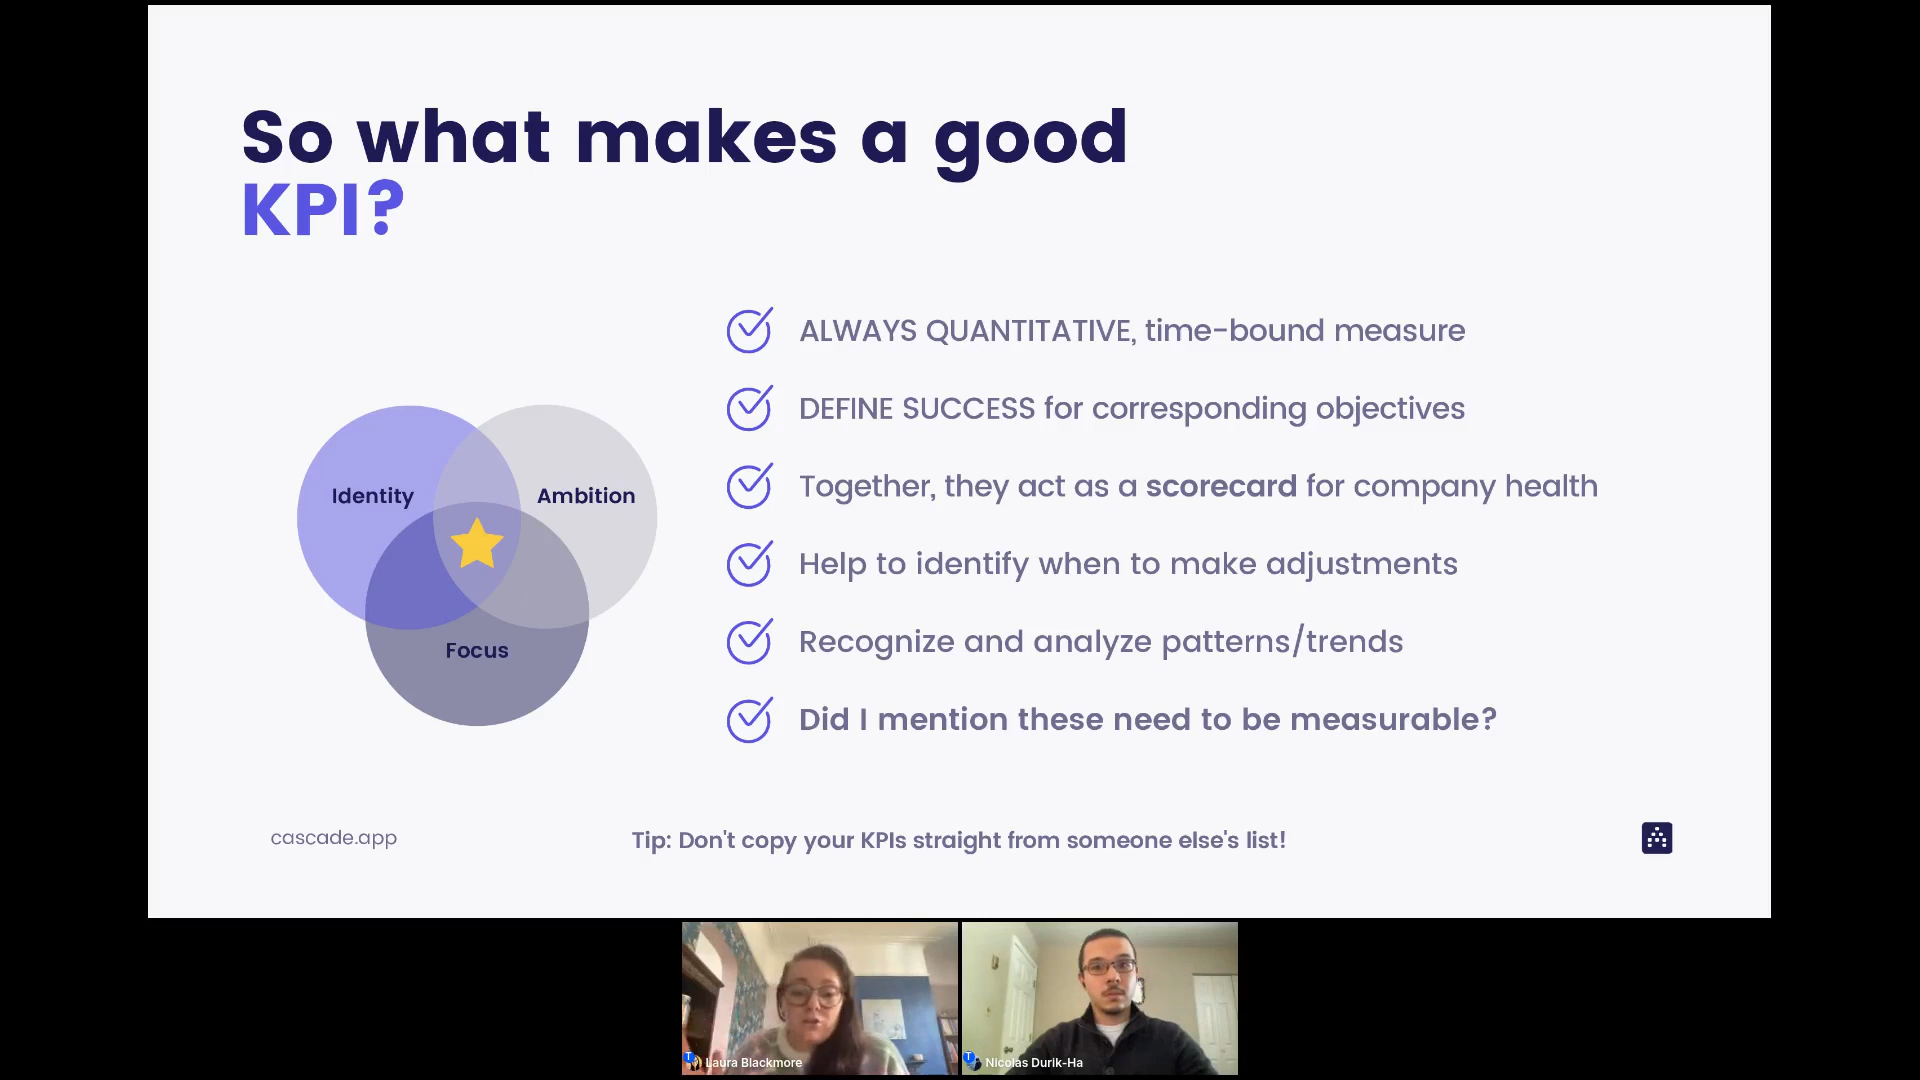 So what makes a good
KPI?
ALWAYS QUANTITATIVE, time-bound measure
DEFINE SUCCESS for corresponding objectives
Together, they act as a scorecard for company health
Help to identify when to make adjustments
Recognize and analyze patterns/trends
Did I mention these need to be measurable?
Identity
Ambition
Focus
cascade.app
Tip: Don't copy your KPIs straight from someone else's list!
Laura Blackmore
Nicolas Durik-Ha